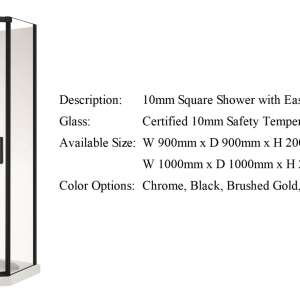 Description: 10mm Square Shower with
Glass: Certified 10mm Safety
Available Size: W 900mm x D 900mm x H
W 1000mm x D 1000mm x H
Color Options: Chrome, Black, Brushed Gold,